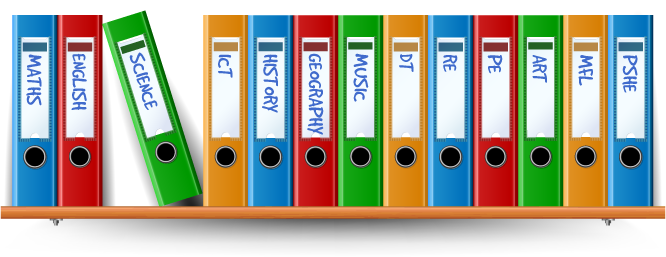 MATHS
ENGLISH
SCIENCE
ICT
HISTORY
GEOGRAPHY
MUSIC
DT
RE
PE
ART
MFL
PSHE